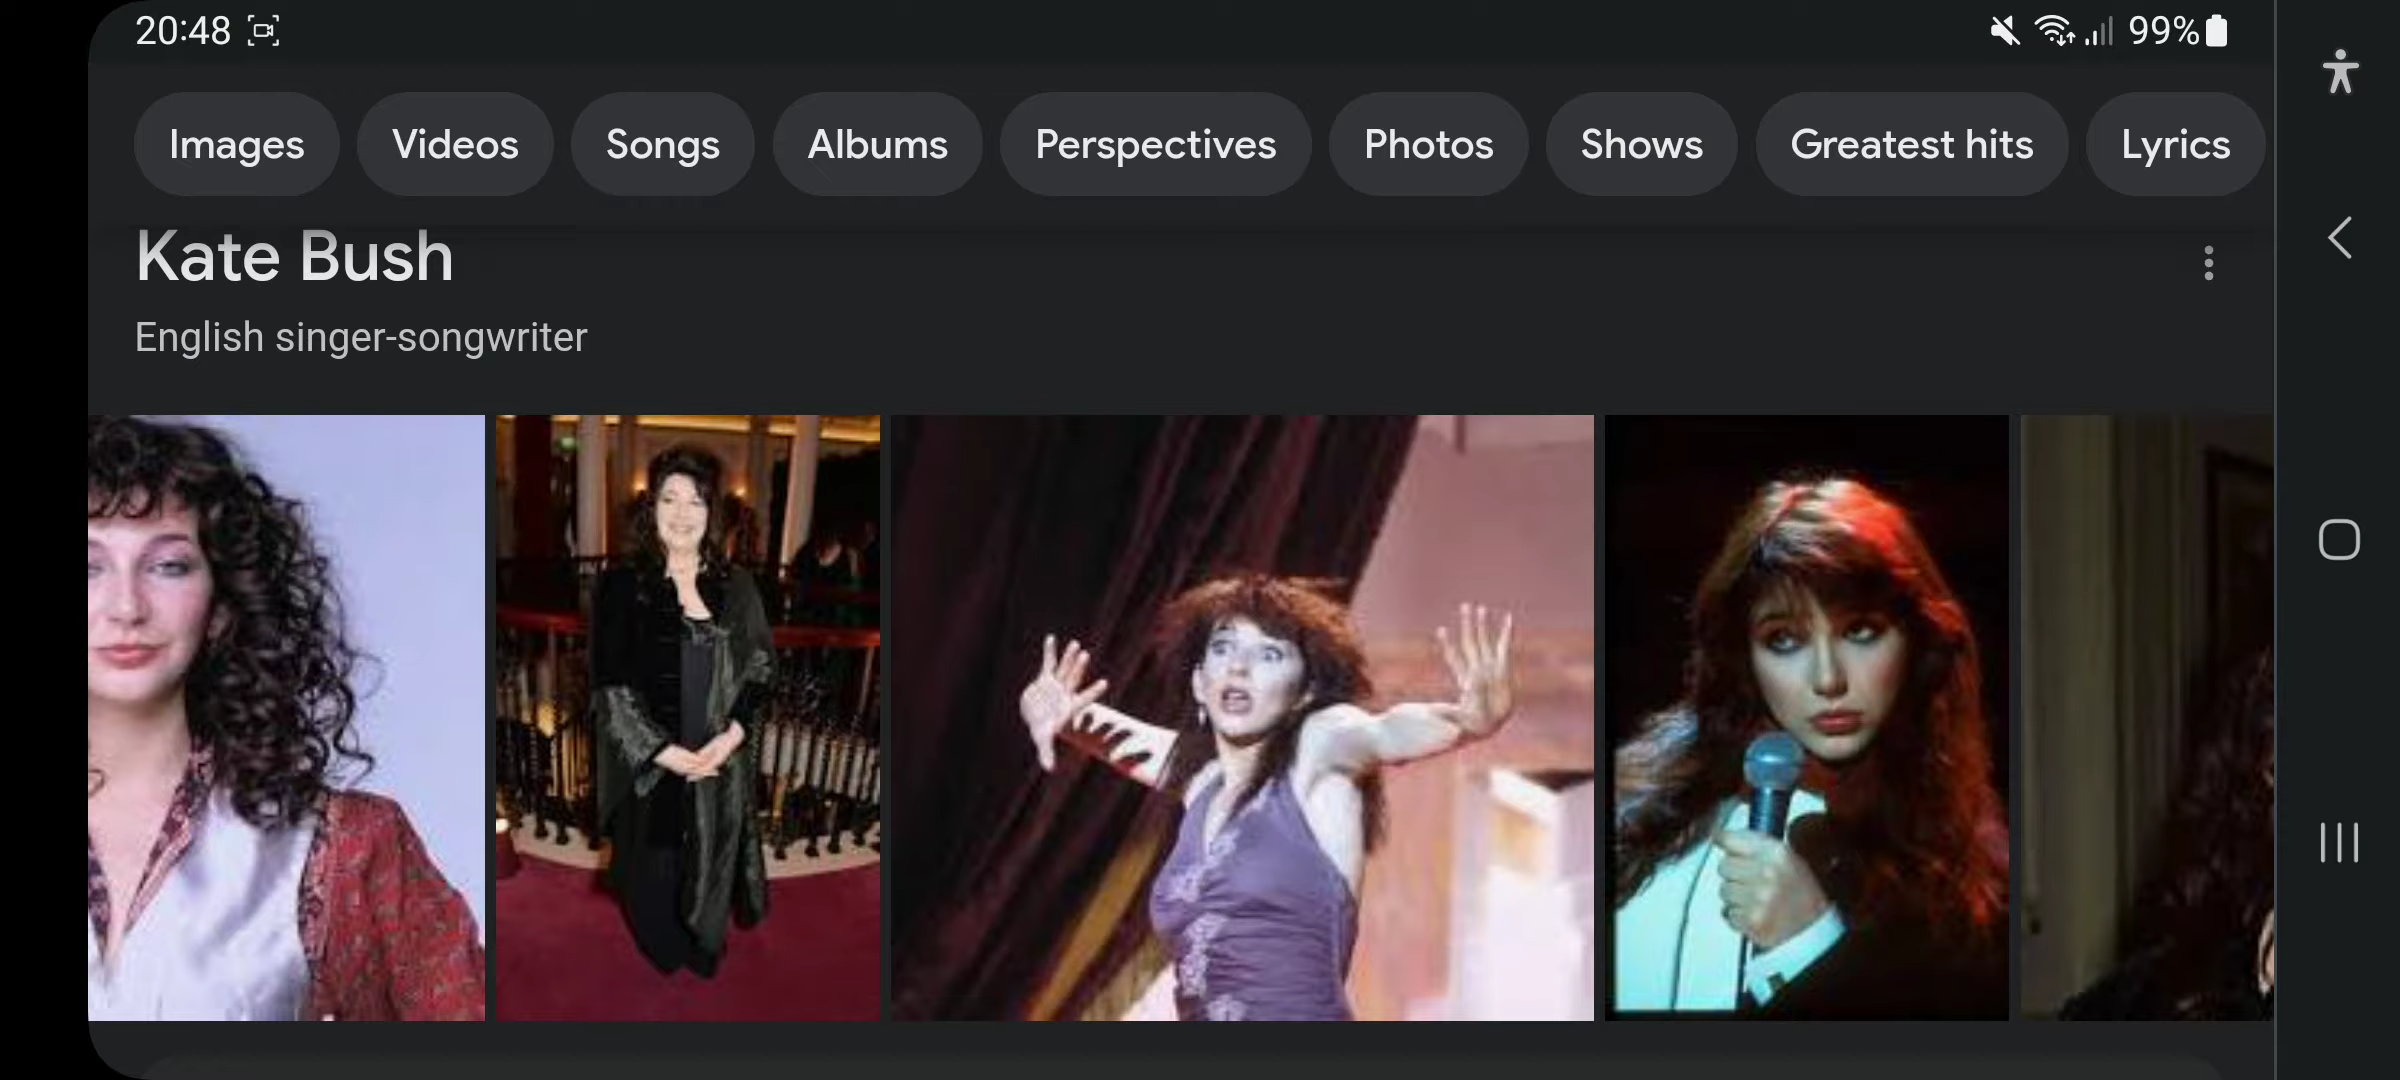 20:48 99%
Images Videos Songs Albums Perspectives Photos Shows Greatest hits Lyrics
Kate Bush
English singer-songwriter